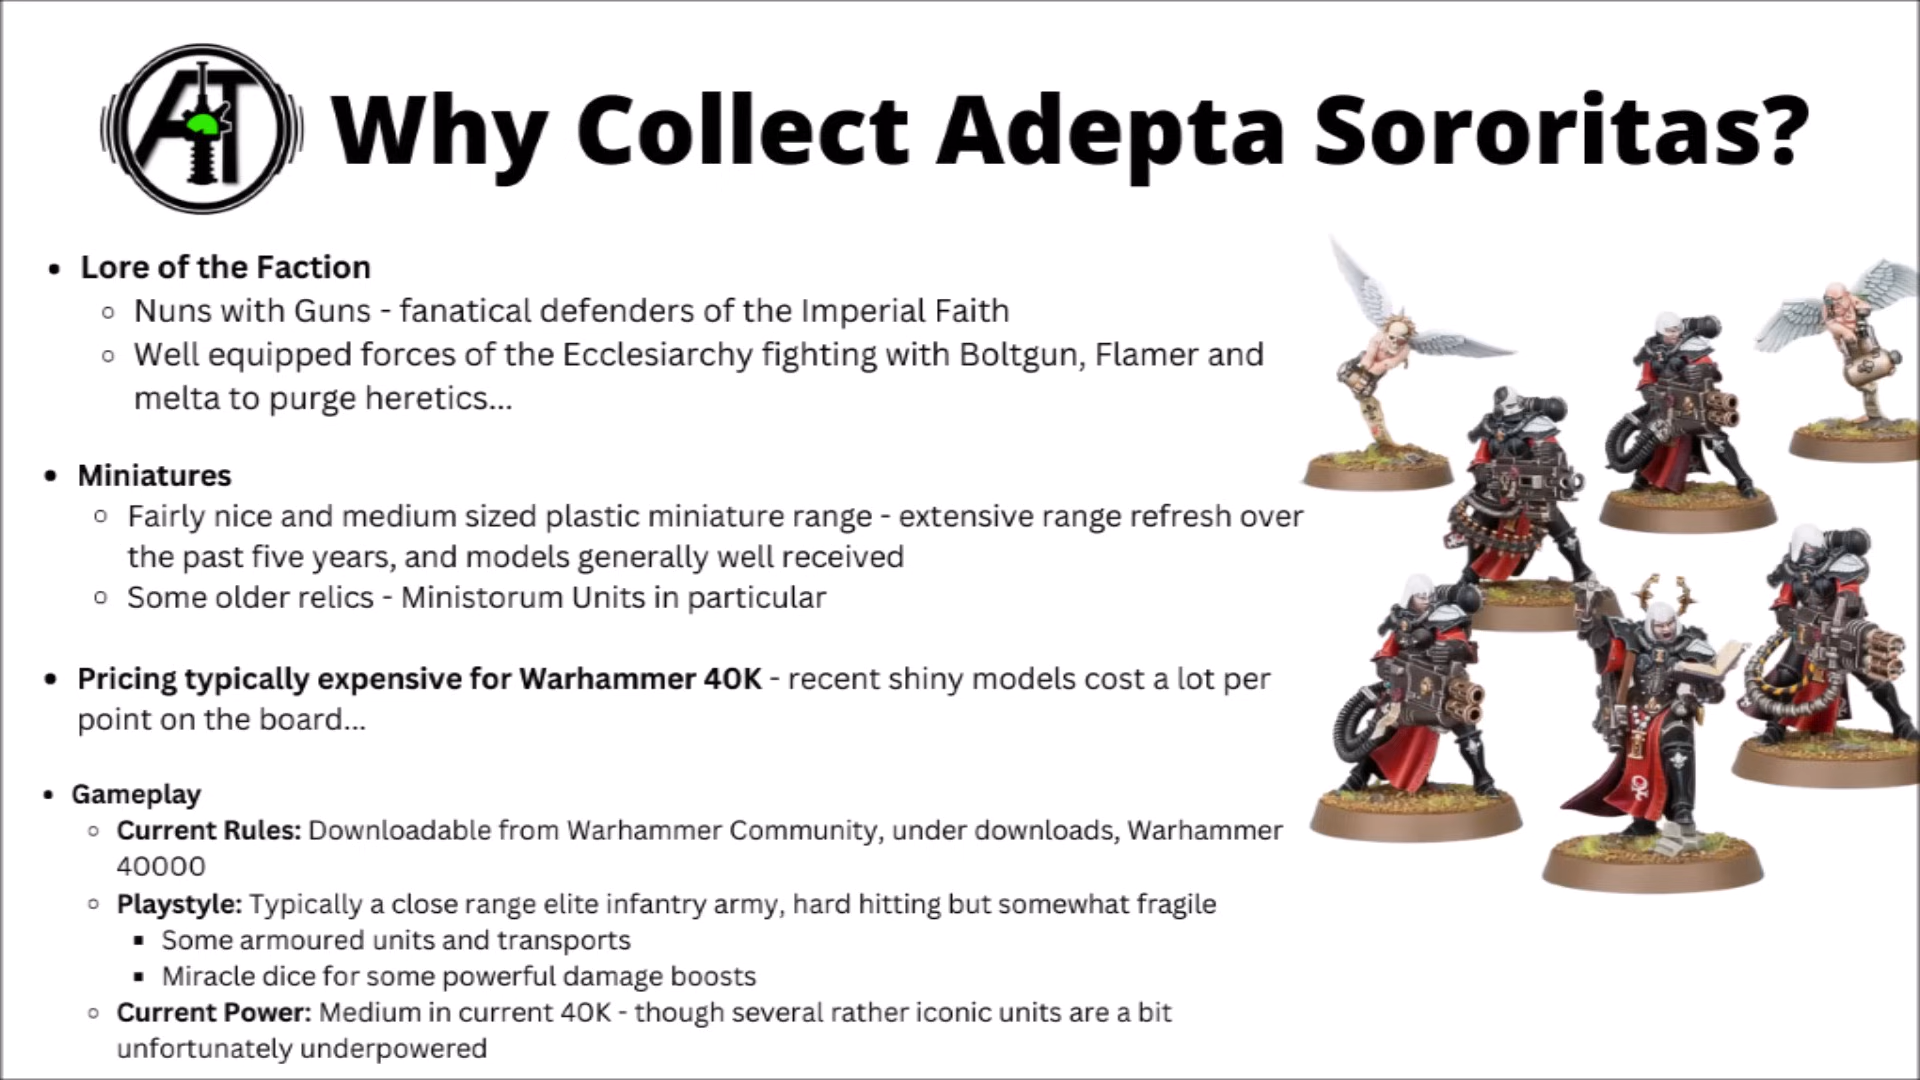 AT
Why Collect Adepta Sororitas?
• Lore of the Faction
○ Nuns with Guns - fanatical defenders of the Imperial Faith
○ Well equipped forces of the Ecclesiarchy fighting with Boltgun, Flamer and
melta to purge heretics...
• Miniatures
○ Fairly nice and medium sized plastic miniature range - extensive range refresh over
the past five years, and models generally well received
○ Some older relics - Ministorum Units in particular
• Pricing typically expensive for Warhammer 40K - recent shiny models cost a lot per
point on the board...
• Gameplay
○ Current Rules: Downloadable from Warhammer Community, under downloads, Warhammer
40000
○ Playstyle: Typically a close range elite infantry army, hard hitting but somewhat fragile
▪ Some armoured units and transports
▪ Miracle dice for some powerful damage boosts
○ Current Power: Medium in current 40K - though several rather iconic units are a bit
unfortunately underpowered